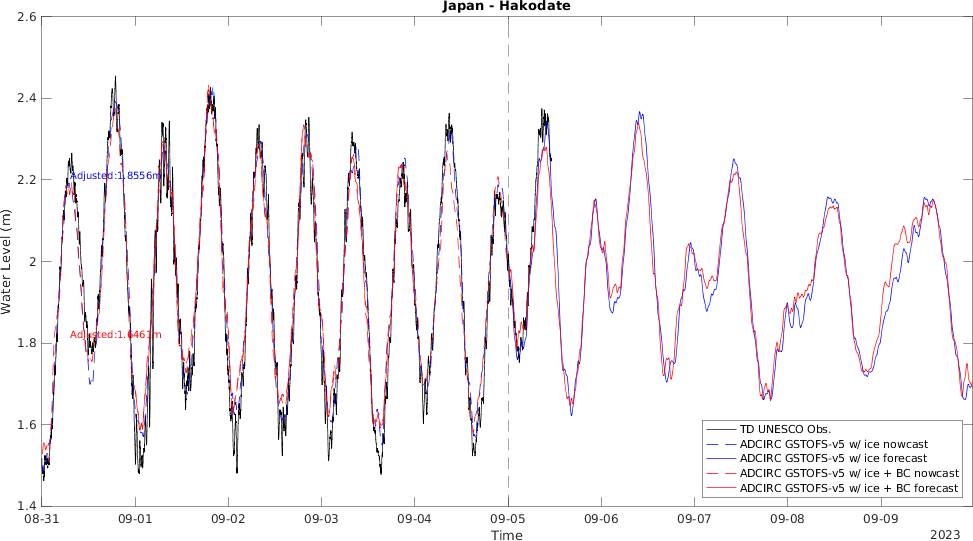 Japan - Hakodate
2.6
2.4
2.2
2
1.8
1.6
1.4
Water Level (m)
Adjusted:1.8556m
Adjusted:1.6461m
TD UNESCO Obs.
ADCIRC GSTOFS-v5 w/ ice nowcast
ADCIRC GSTOFS-v5 w/ ice forecast
ADCIRC GSTOFS-v5 w/ ice + BC nowcast
ADCIRC GSTOFS-v5 w/ ice + BC forecast
08-31 09-01 09-02 09-03 09-04 09-05 09-06 09-07 09-08 09-09
Time
2023